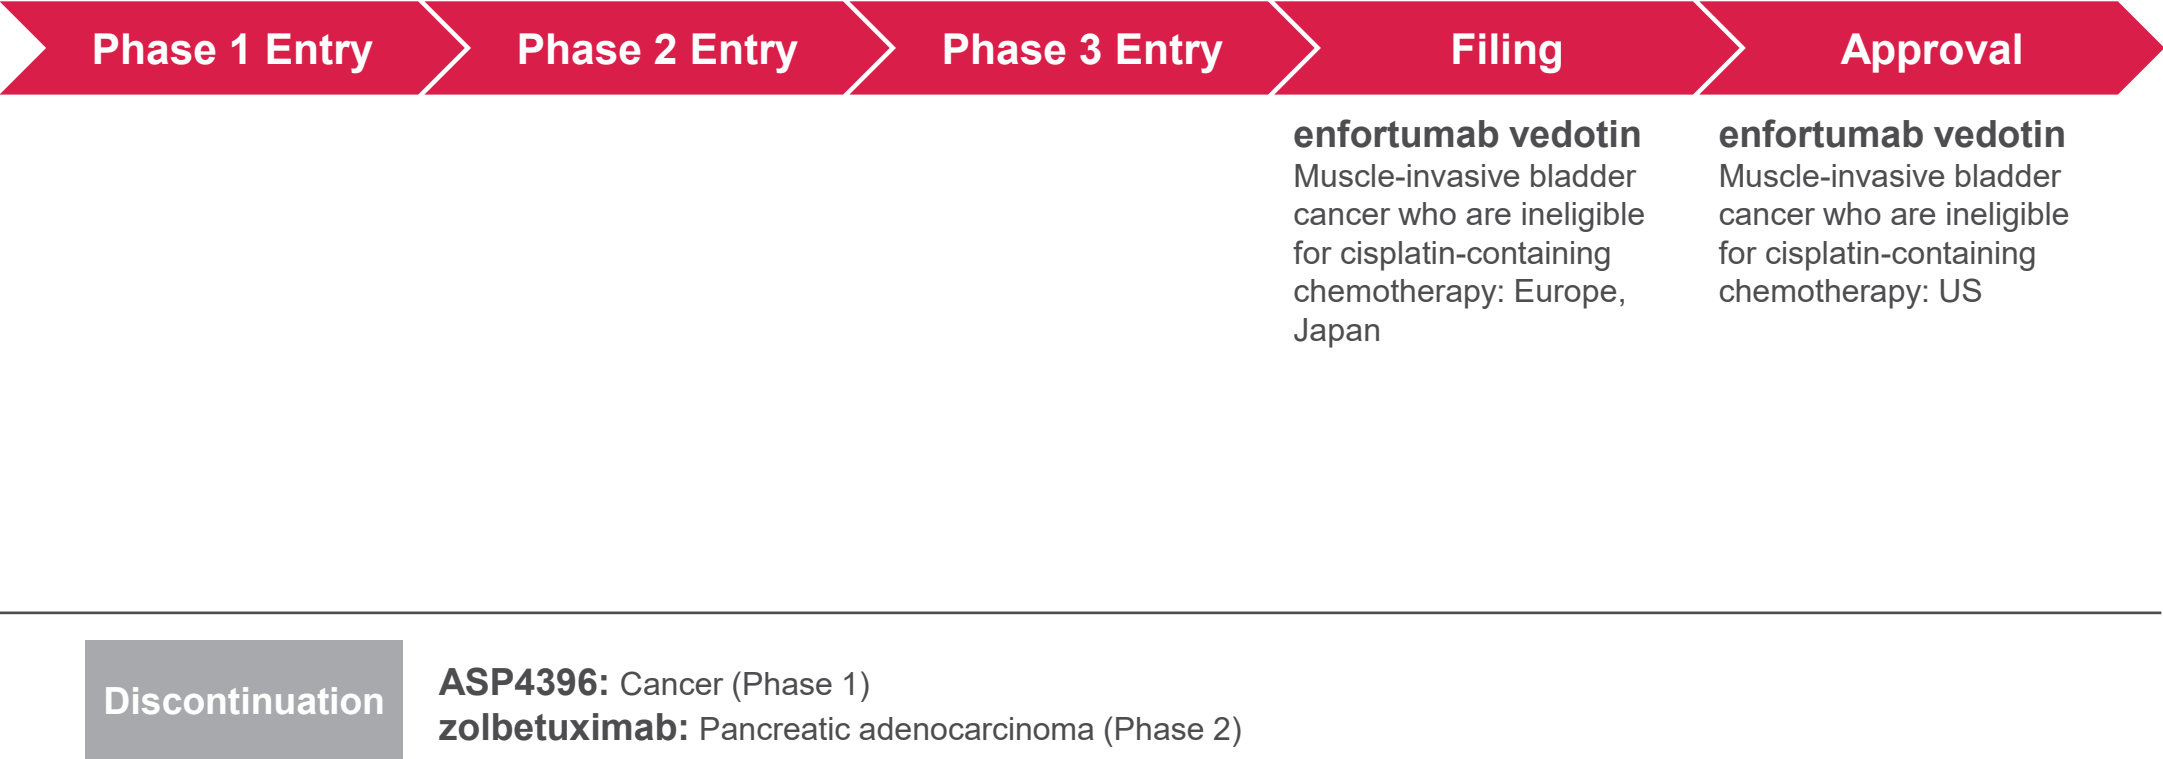 Phase 1 Entry
Phase 2 Entry
Phase 3 Entry
Filing
Approval
enfortumab vedotin
Muscle-invasive bladder
cancer who are ineligible
for cisplatin-containing
chemotherapy: Europe,
Japan
enfortumab vedotin
Muscle-invasive bladder
cancer who are ineligible
for cisplatin-containing
chemotherapy: US
Discontinuation
ASP4396: Cancer (Phase 1)
zolbetuximab: Pancreatic adenocarcinoma (Phase 2)